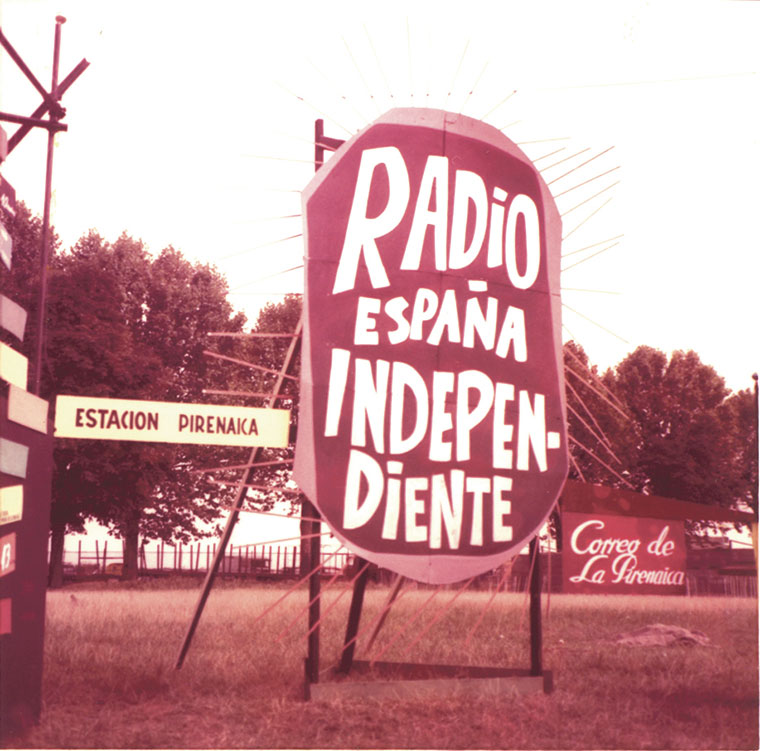 RADiO
ESPAÑA
INDEPEN-
DiENTE
ESTACION PIRENAICA
Correo de
La Pirenaica